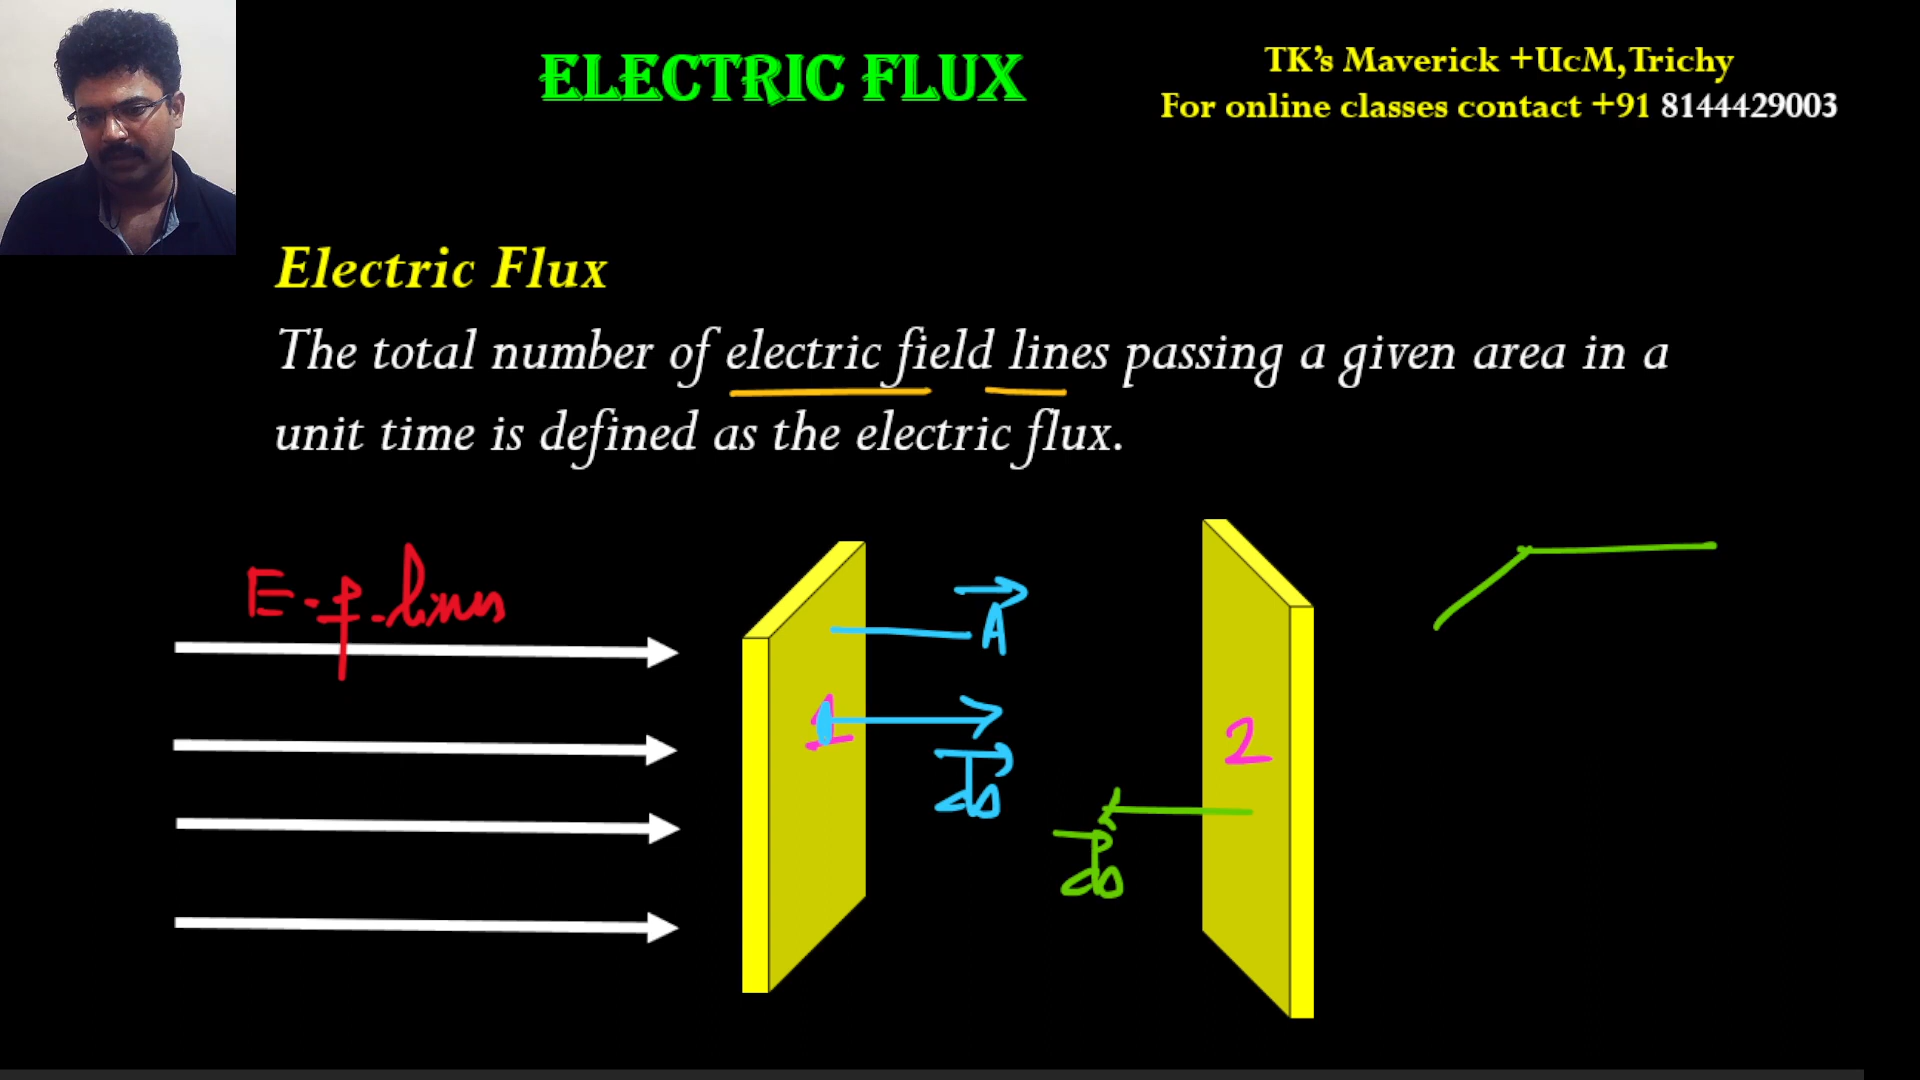 ELECTRIC FLUX
TK's Maverick +UcM,Trichy
For online classes contact +91 8144429003
Electric Flux
The total number of electric field lines passing a given area in a
unit time is defined as the electric flux.
E-f-lines
A
1
ds
2
ds